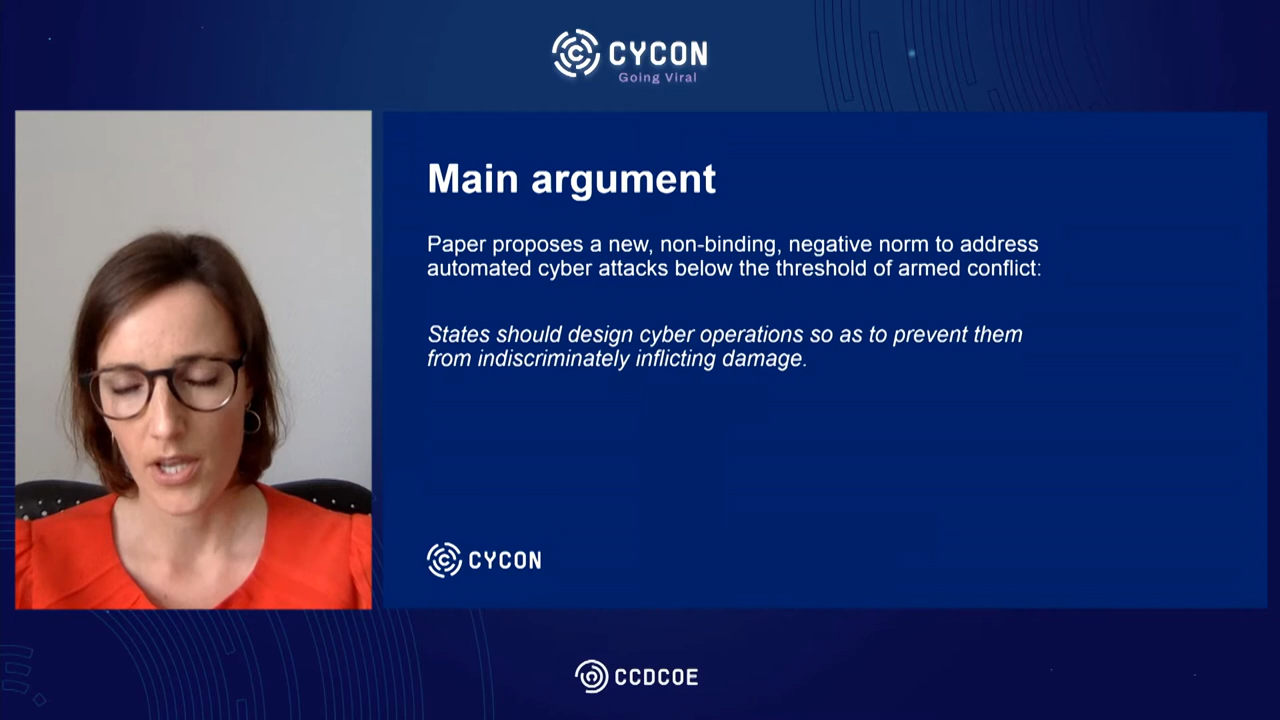 CYCON
Going Viral
Main argument
Paper proposes a new, non-binding, negative norm to address
automated cyber attacks below the threshold of armed conflict:
States should design cyber operations so as to prevent them
from indiscriminately inflicting damage.
CYCON
CCDCOE